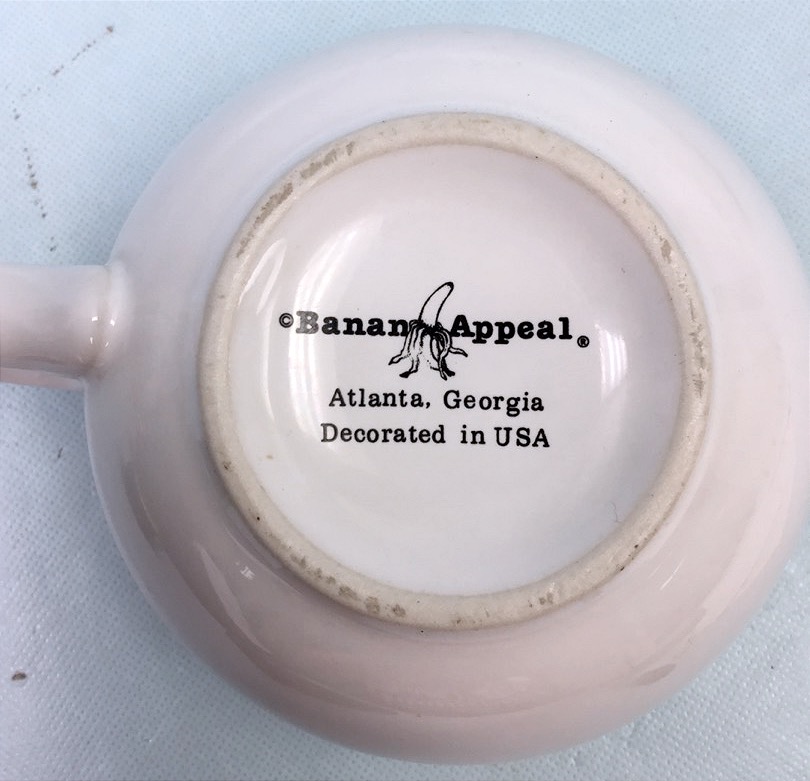 ©Banan Appeal®
Atlanta, Georgia
Decorated in USA